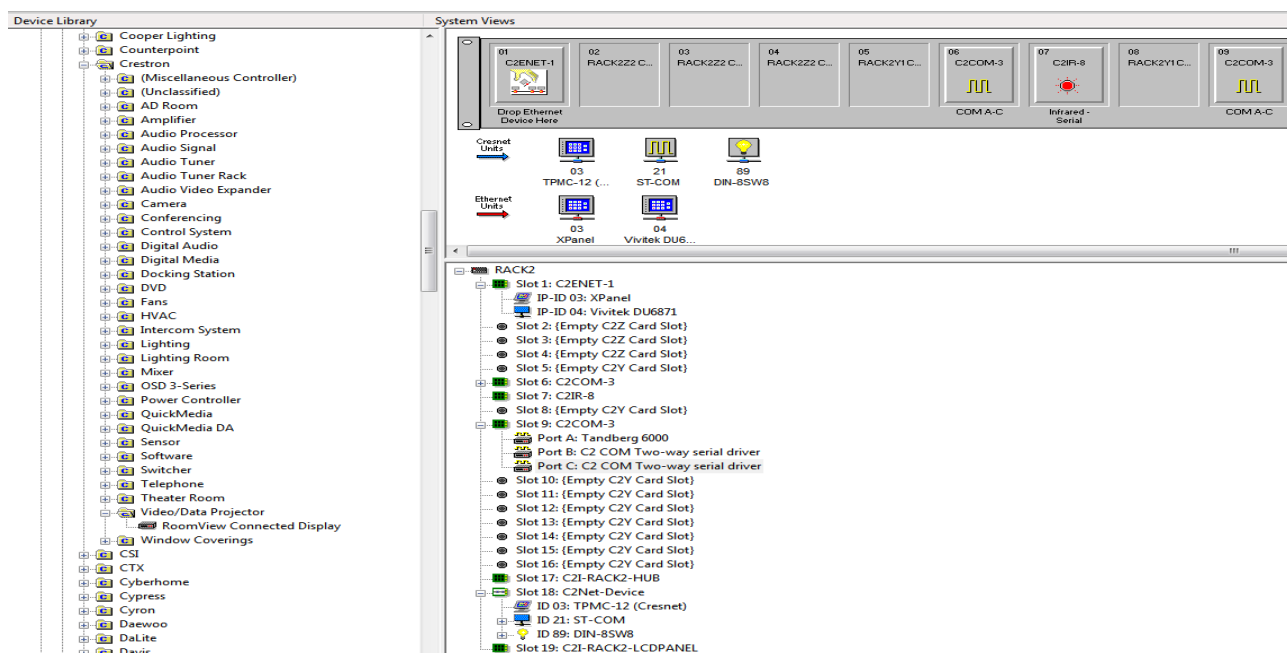 Device Library
Cooper Lighting
Counterpoint
Crestron
(Miscellaneous Controller)
(Unclassified)
AD Room
Amplifier
Audio Processor
Audio Signal
Audio Tuner
Audio Tuner Rack
Audio Video Expander
Camera
Conferencing
Control System
Digital Audio
Digital Media
Docking Station
DVD
Fans
HVAC
Intercom System
Lighting
Lighting Room
Mixer
OSD 3-Series
Power Controller
QuickMedia
QuickMedia DA
Sensor
Software
Switcher
Telephone
Theater Room
Video/Data Projector
RoomView Connected Display
Window Coverings
CSI
CTX
Cyberhome
Cypress
Cyron
Daewoo
DaLite
Davis
System Views
01 02 03 04 05 06 07 08 09
C2ENET-1 RACK2Z2 C... RACK2Z2 C... RACK2Z2 C... RACK2Y1 C... C2COM-3 C2IR-8 RACK2Y1 C... C2COM-3
Drop Ethernet COM A-C Infrared - COM A-C
Device Here Serial
Cresnet
Units
03 21 89
TPMC-12 (... ST-COM DIN-8SW8
Ethernet
Units
03 04
XPanel Vivitek DU6...
RACK2
Slot 1: C2ENET-1
IP-ID 03: XPanel
IP-ID 04: Vivitek DU6871
Slot 2: {Empty C2Z Card Slot}
Slot 3: {Empty C2Z Card Slot}
Slot 4: {Empty C2Z Card Slot}
Slot 5: {Empty C2Y Card Slot}
Slot 6: C2COM-3
Slot 7: C2IR-8
Slot 8: {Empty C2Y Card Slot}
Slot 9: C2COM-3
Port A: Tandberg 6000
Port B: C2 COM Two-way serial driver
Port C: C2 COM Two-way serial driver
Slot 10: {Empty C2Y Card Slot}
Slot 11: {Empty C2Y Card Slot}
Slot 12: {Empty C2Y Card Slot}
Slot 13: {Empty C2Y Card Slot}
Slot 14: {Empty C2Y Card Slot}
Slot 15: {Empty C2Y Card Slot}
Slot 16: {Empty C2Y Card Slot}
Slot 17: C2I-RACK2-HUB
Slot 18: C2Net-Device
ID 03: TPMC-12 (Cresnet)
ID 21: ST-COM
ID 89: DIN-8SW8
Slot 19: C2I-RACK2-LCDPANEL